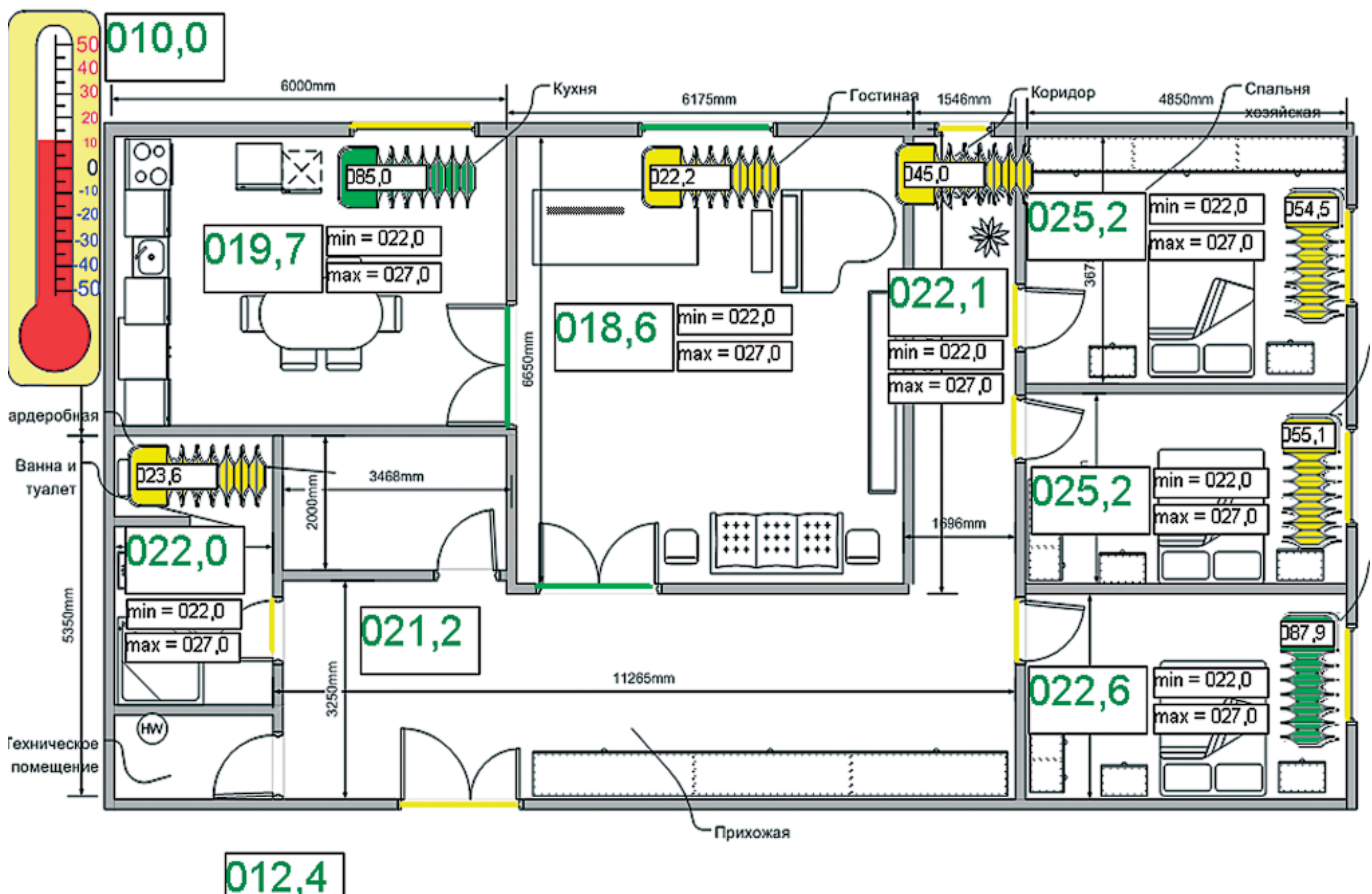 50
40
30
20
10
0
-10
-20
-30
-40
-50
010,0
6000mm
Кухня
6175mm
Гостиная
1546mm
Коридор
4850mm
Спальня
хозяйская
085,0
022,2
045,0
054,5
019,7
min = 022,0
max = 027,0
018,6
min = 022,0
max = 027,0
022,1
min = 022,0
max = 027,0
025,2
min = 022,0
max = 027,0
367
6650mm
ардеробная
Ванна и
туалет
023,6
3468mm
2000mm
1696mm
055,1
025,2
min = 022,0
max = 027,0
022,0
min = 022,0
max = 027,0
5350mm
021,2
3250mm
11265mm
087,9
022,6
min = 022,0
max = 027,0
HW
Техническое
помещение
Прихожая
012,4